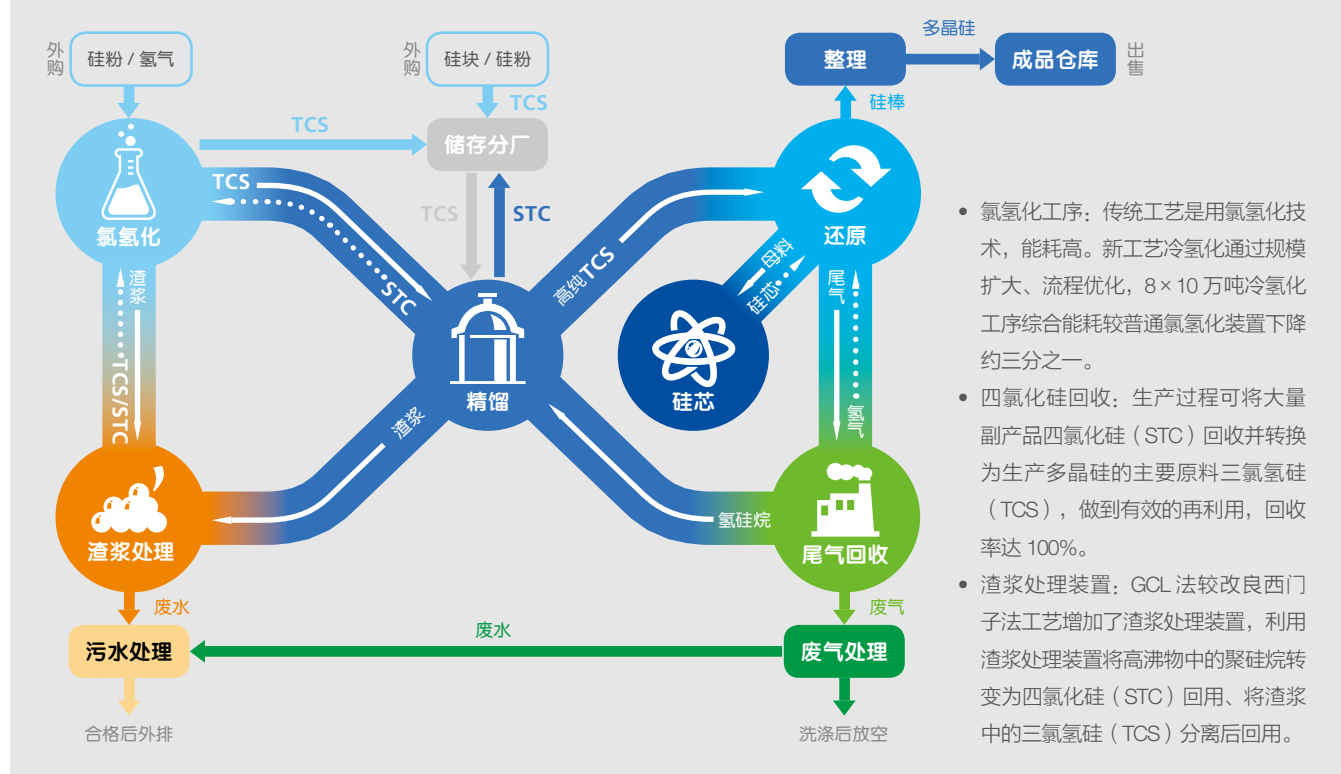 外购
硅粉 / 氢气
外购
硅块 / 硅粉
整理
多晶硅
成品仓库
出售
TCS
硅棒
TCS
储存分厂
TCS
STC
TCS
STC
氯氢化
还原
高纯TCS
母料
硅芯
渣浆
TCS/STC
尾气
氢气
精馏
硅芯
渣浆
氢硅烷
渣浆处理
尾气回收
废水
废气
污水处理
废水
废气处理
合格后外排
洗涤后放空
• 氯氢化工序：传统工艺是用氯氢化技
术，能耗高。新工艺冷氢化通过规模
扩大、流程优化，8×10 万吨冷氢化
工序综合能耗较普通氯氢化装置下降
约三分之一。
• 四氯化硅回收：生产过程可将大量
副产品四氯化硅（STC）回收并转换
为生产多晶硅的主要原料三氯氢硅
（TCS），做到有效的再利用，回收
率达 100%。
• 渣浆处理装置：GCL 法较改良西门
子法工艺增加了渣浆处理装置，利用
渣浆处理装置将高沸物中的聚硅烷转
变为四氯化硅（STC）回用、将渣浆
中的三氯氢硅（TCS）分离后回用。